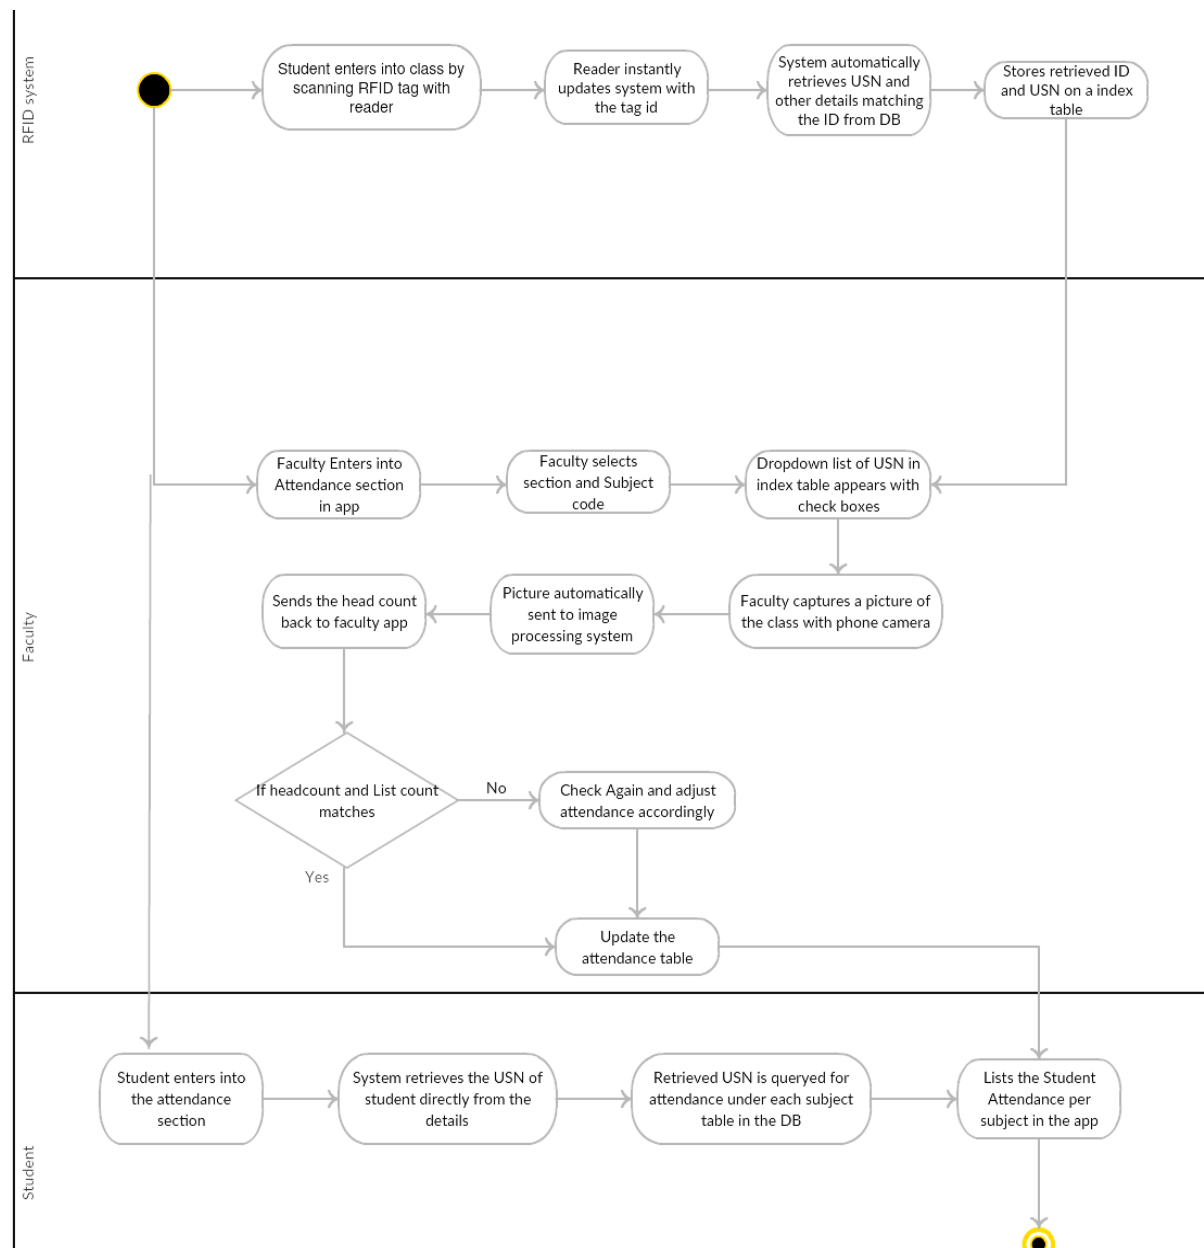 RFID system
Student enters into class by
scanning RFID tag with
reader
Reader instantly
updates system with
the tag id
System automatically
retrieves USN and
other details matching
the ID from DB
Stores retrieved ID
and USN on a index
table
Faculty
Faculty Enters into
Attendance section
in app
Faculty selects
section and Subject
code
Dropdown list of USN in
index table appears with
check boxes
Faculty captures a picture of
the class with phone camera
Picture automatically
sent to image
processing system
Sends the head count
back to faculty app
If headcount and List count
matches
No
Check Again and adjust
attendance accordingly
Yes
Update the
attendance table
Student
Student enters into
the attendance
section
System retrieves the USN of
student directly from the
details
Retrieved USN is queryed for
attendance under each subject
table in the DB
Lists the Student
Attendance per
subject in the app